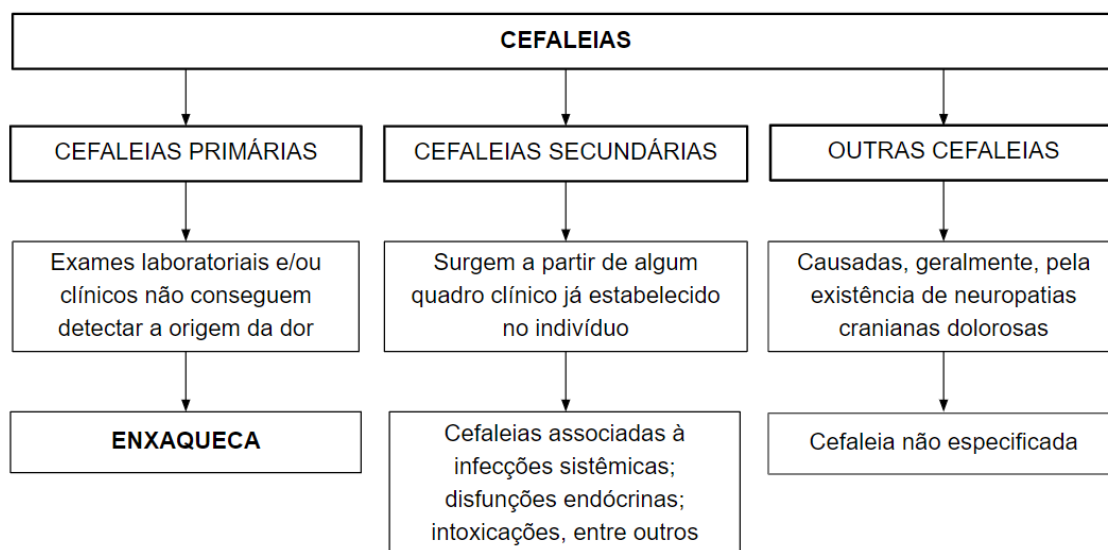 CEFALEIAS
CEFALEIAS PRIMÁRIAS
CEFALEIAS SECUNDÁRIAS
OUTRAS CEFALEIAS
Exames laboratoriais e/ou
clínicos não conseguem
detectar a origem da dor
Surgem a partir de algum
quadro clínico já estabelecido
no indivíduo
Causadas, geralmente, pela
existência de neuropatias
cranianas dolorosas
ENXAQUECA
Cefaleias associadas à
infecções sistêmicas;
disfunções endócrinas;
intoxicações, entre outros
Cefaleia não especificada